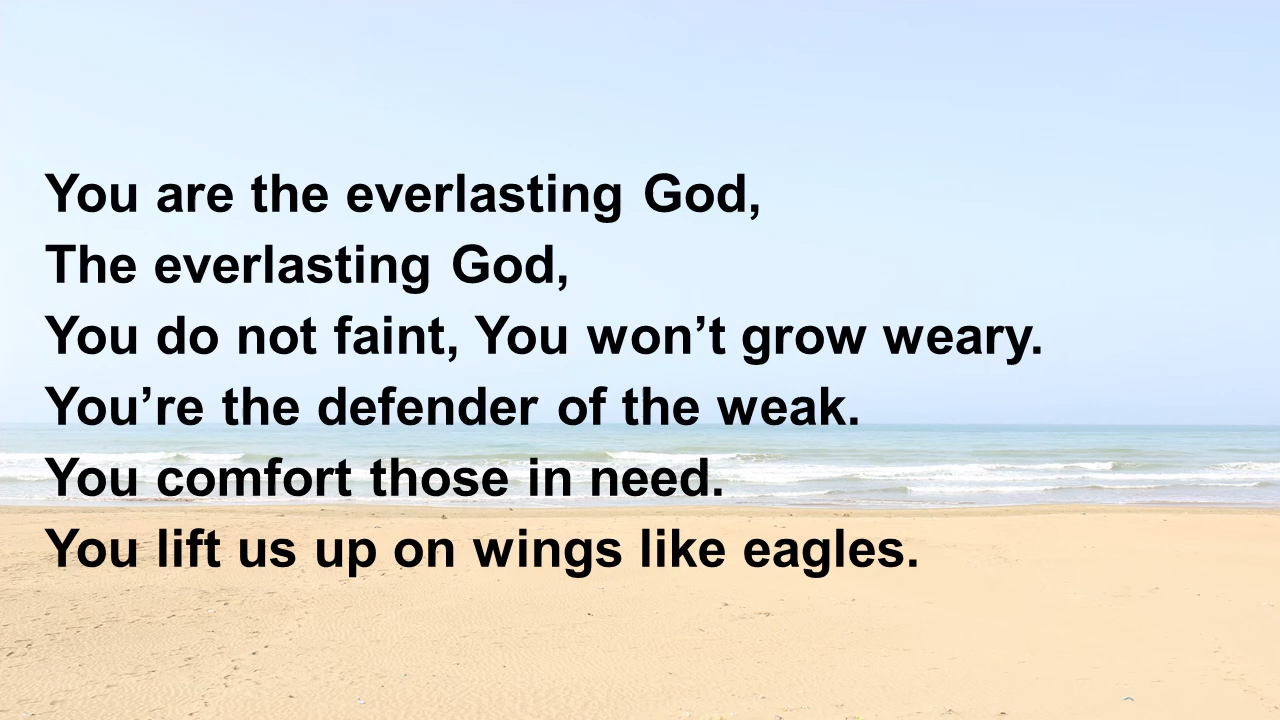 You are the everlasting God,
The everlasting God,
You do not faint, You won’t grow weary.
You’re the defender of the weak.
You comfort those in need.
You lift us up on wings like eagles.